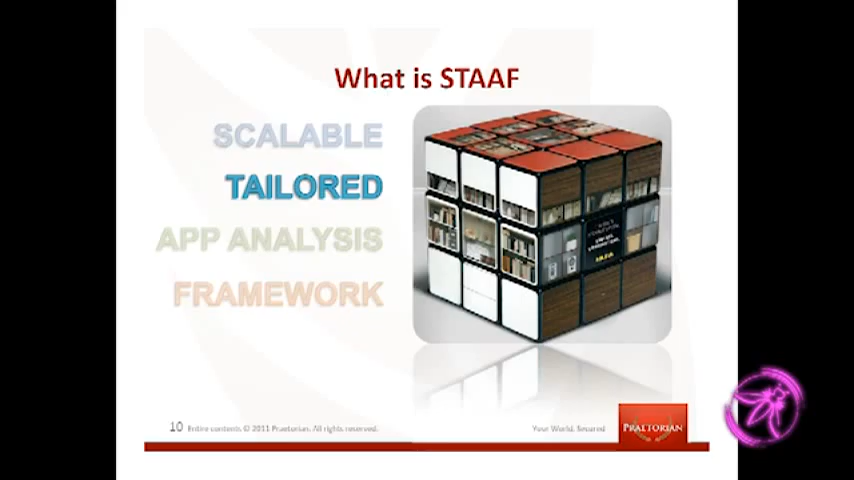 What is STAAF
SCALABLE
TAILORED
APP ANALYSIS
FRAMEWORK
10 Entire contents © 2011 Praetorian. All rights reserved.
Your World, Secured
PRAETORIAN